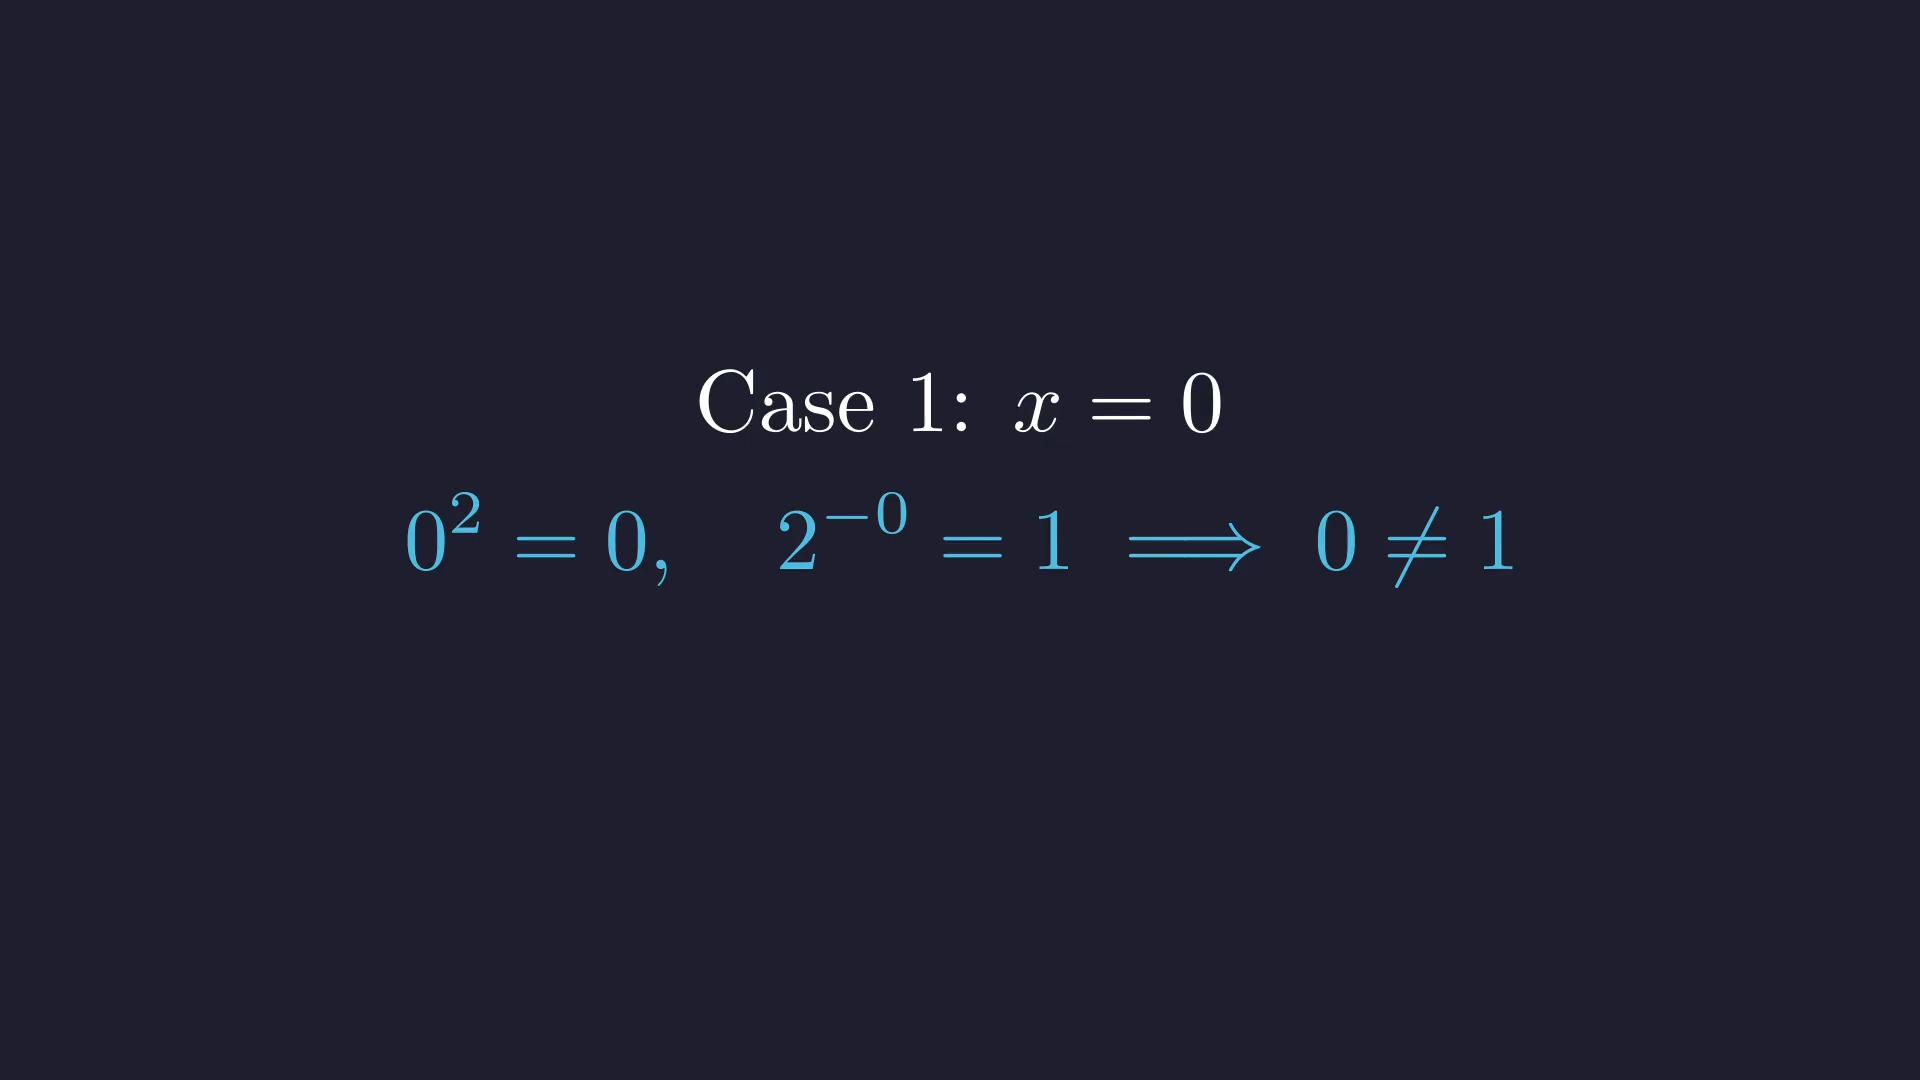 Case 1: x = 0
0² = 0, 2⁻⁰ = 1 ⟹ 0 ≠ 1